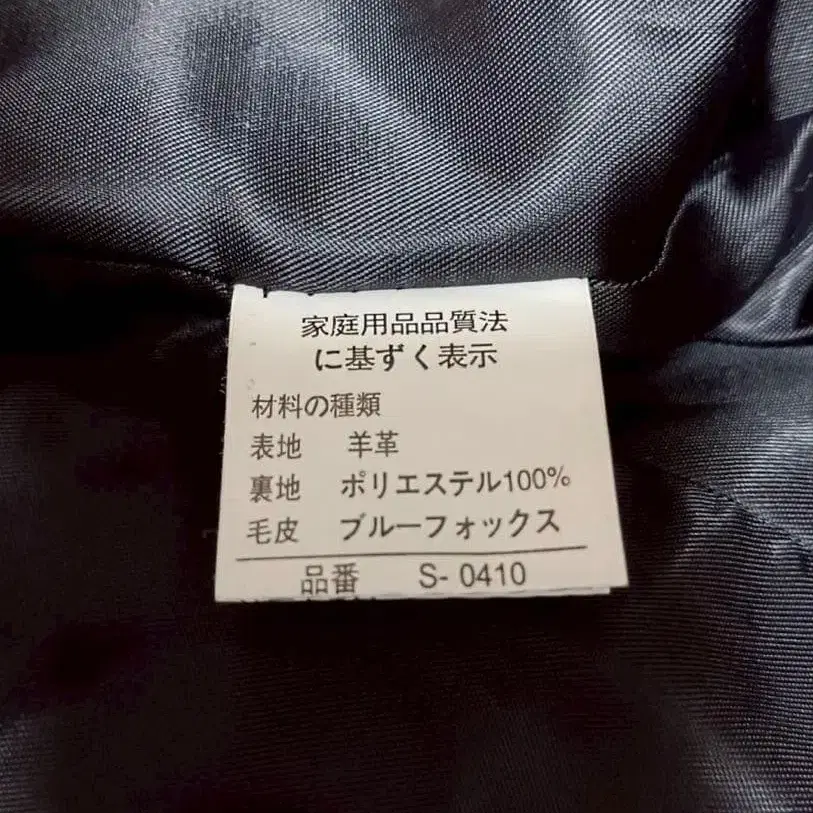 家庭用品品質法
に基ずく表示
材料の種類
表地 羊革
裏地 ポリエステル100%
毛皮 ブルーフォックス
品番 S- 0410